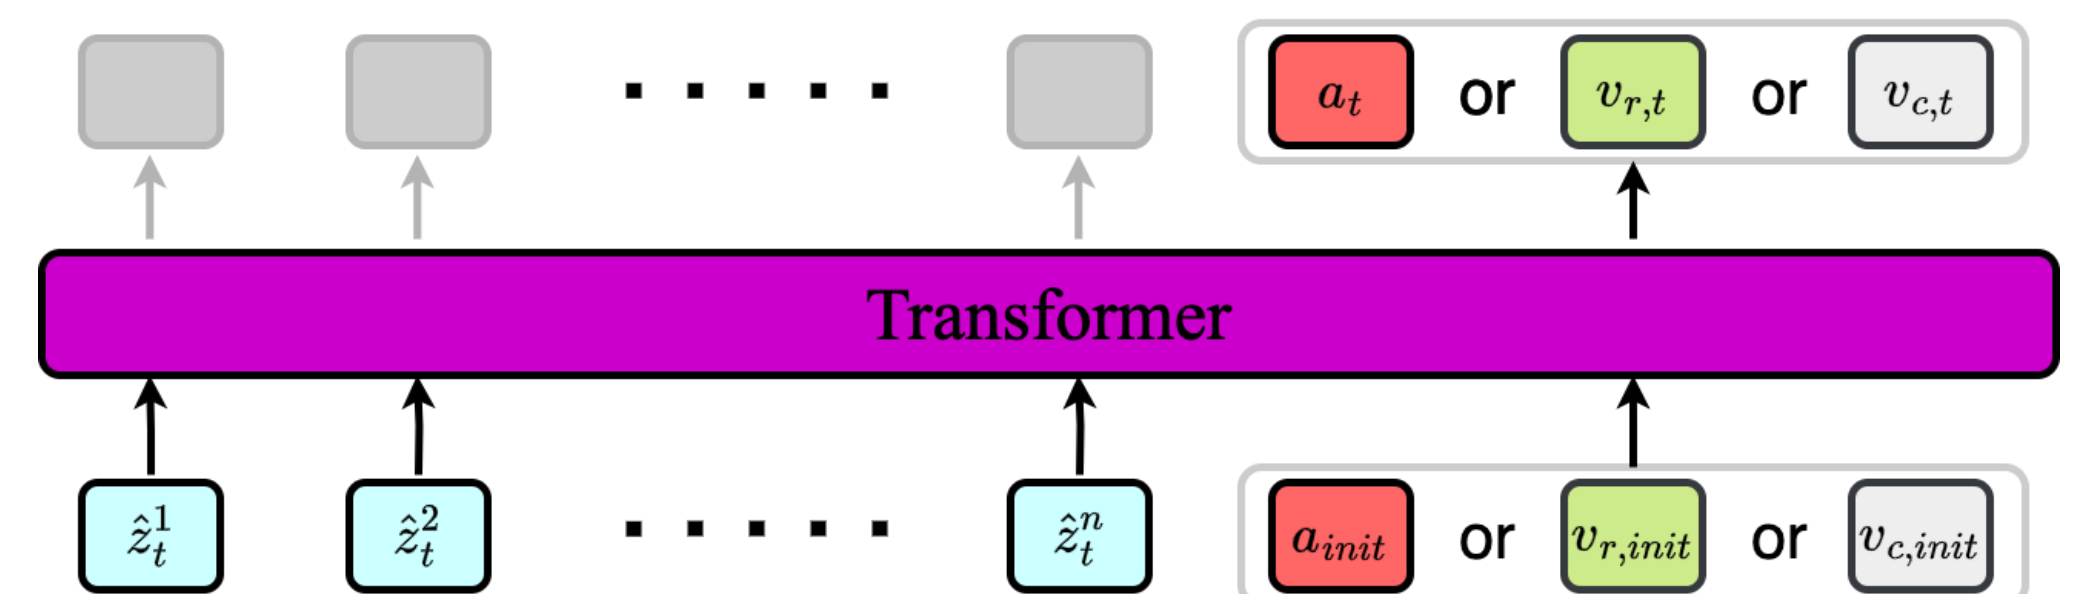 a_t or v_{r,t} or v_{c,t}
Transformer
ẑ_t^1 ẑ_t^2 ẑ_t^n a_{init} or v_{r,init} or v_{c,init}